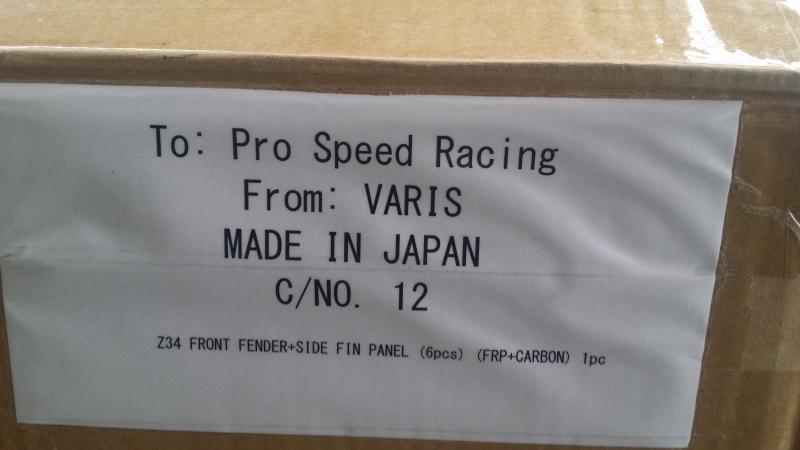 To: Pro Speed Racing
From: VARIS
MADE IN JAPAN
C/NO. 12
Z34 FRONT FENDER+SIDE FIN PANEL (6pcs) (FRP+CARBON) 1pc